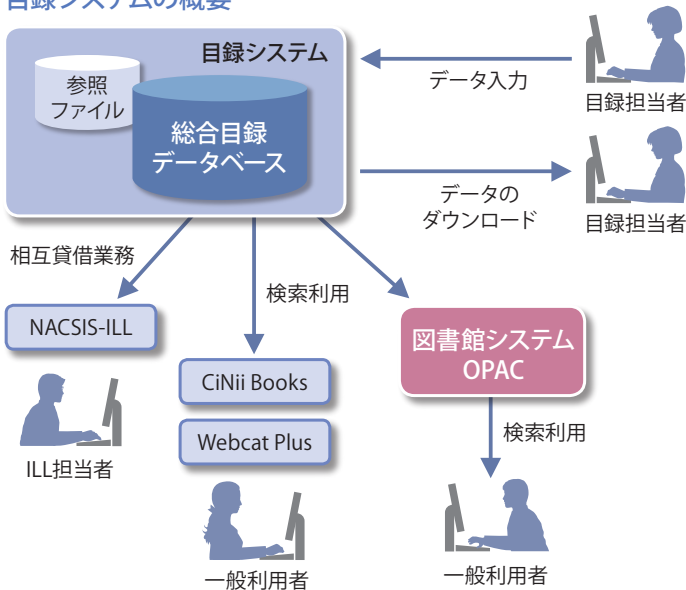 目録システムの概要
目録システム
参照
ファイル
総合目録
データベース
データ入力
目録担当者
データの
ダウンロード
目録担当者
相互貸借業務
検索利用
NACSIS-ILL
図書館システム
OPAC
CiNii Books
Webcat Plus
検索利用
ILL担当者
一般利用者
一般利用者